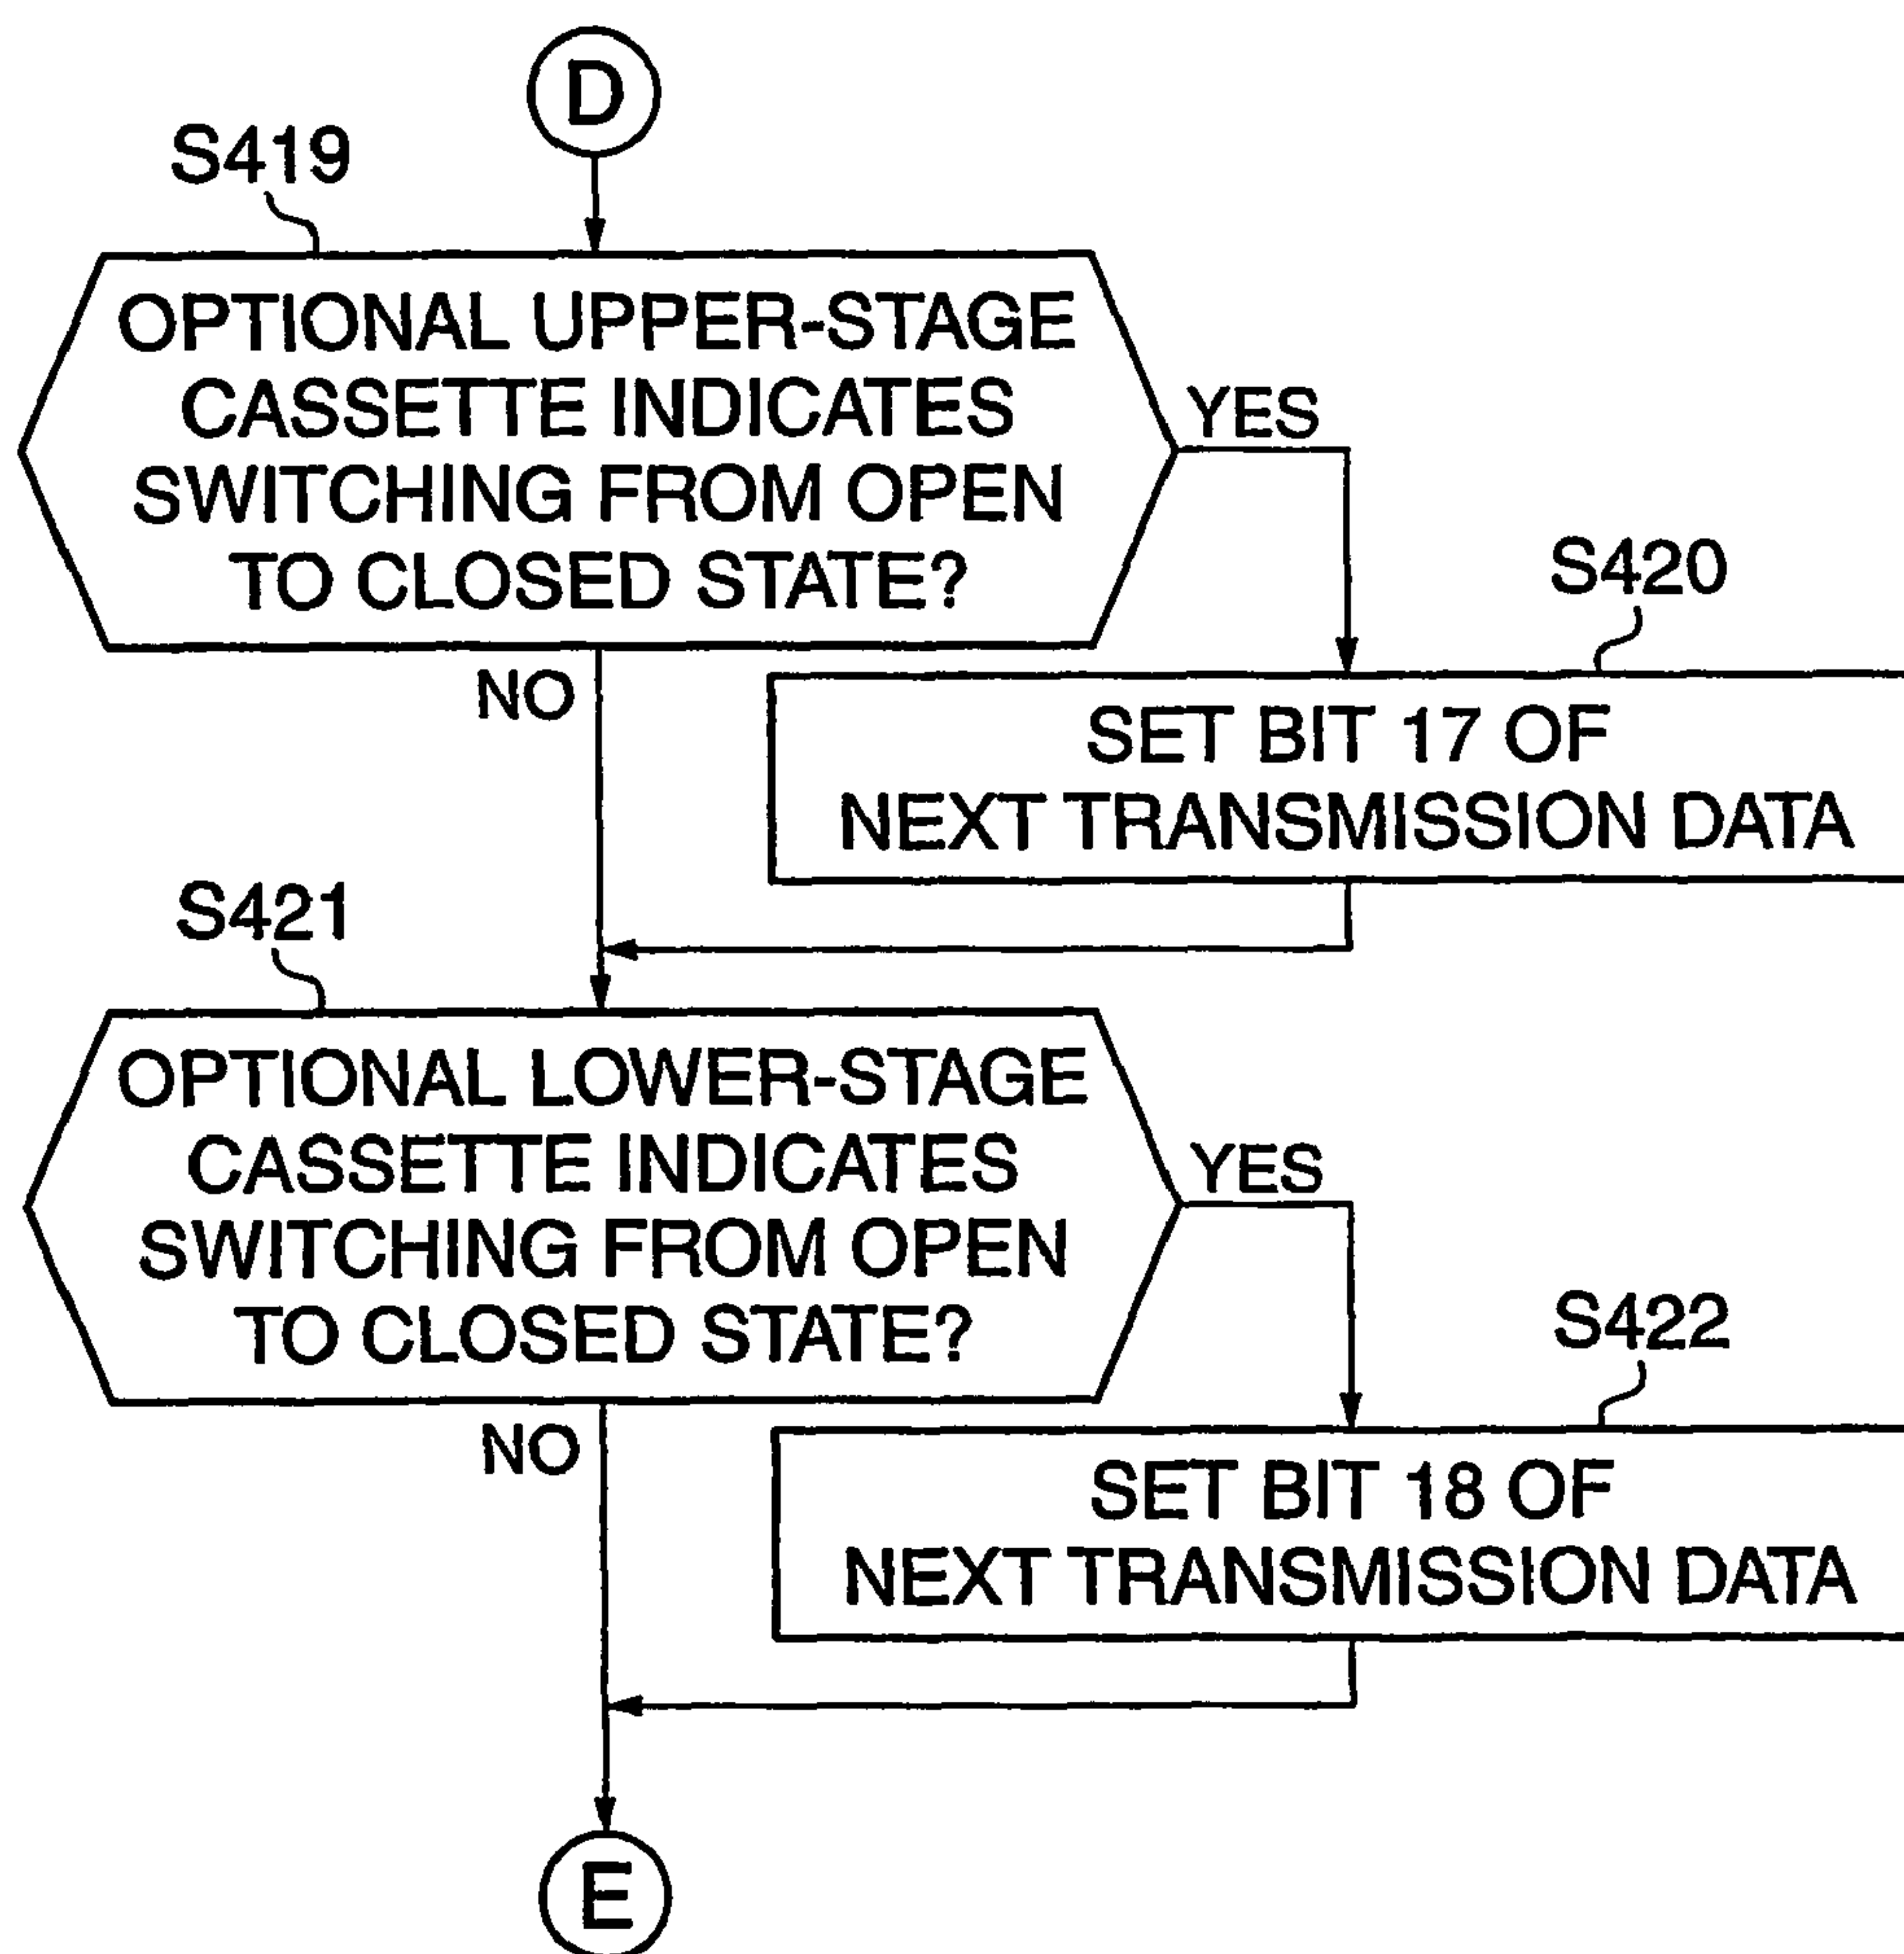 D
S419
OPTIONAL UPPER-STAGE
CASSETTE INDICATES
SWITCHING FROM OPEN
TO CLOSED STATE?
YES
NO
S420
SET BIT 17 OF
NEXT TRANSMISSION DATA
S421
OPTIONAL LOWER-STAGE
CASSETTE INDICATES
SWITCHING FROM OPEN
TO CLOSED STATE?
YES
NO
S422
SET BIT 18 OF
NEXT TRANSMISSION DATA
E